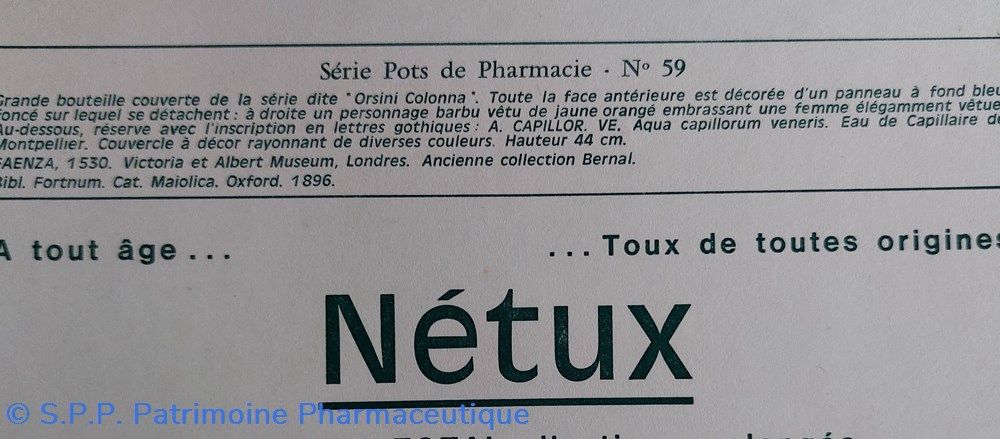 Série Pots de Pharmacie · Nº 59
Grande bouteille couverte de la série dite "Orsini Colonna". Toute la face antérieure est décorée d'un panneau à fond bleu
foncé sur lequel se détachent : à droite un personnage barbu vêtu de jaune orangé embrassant une femme élégamment vêtue
Au-dessous, réserve avec l'inscription en lettres gothiques : A. CAPILLOR. VE. Aqua capillorum veneris. Eau de Capillaire de
Montpellier. Couvercle à décor rayonnant de diverses couleurs. Hauteur 44 cm.
FAENZA, 1530. Victoria et Albert Museum, Londres. Ancienne collection Bernal.
Bibl. Fortnum. Cat. Maiolica. Oxford. 1896.
A tout âge ... ... Toux de toutes origines
Nétux
© S.P.P. Patrimoine Pharmaceutique